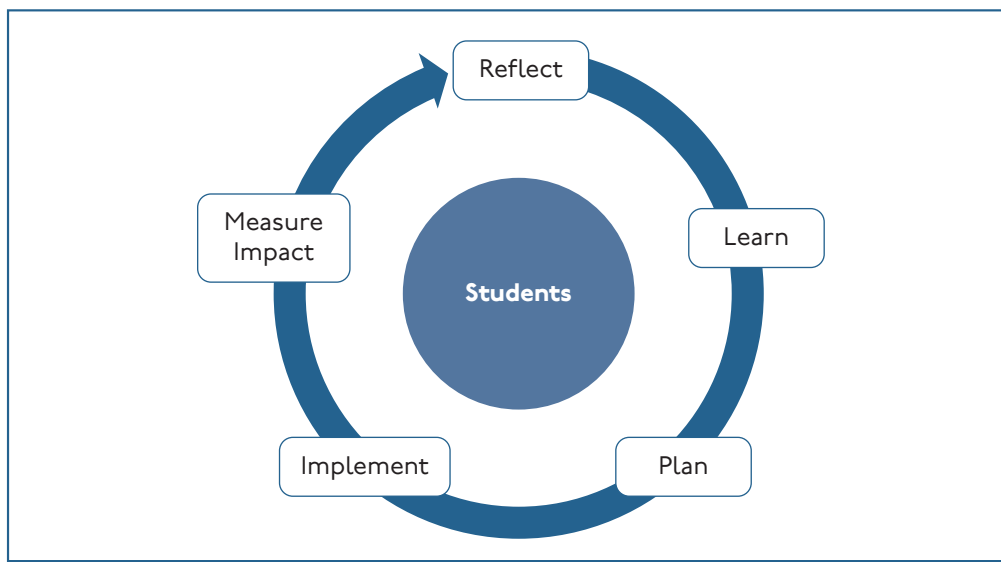 Reflect
Learn
Plan
Implement
Measure
Impact
Students